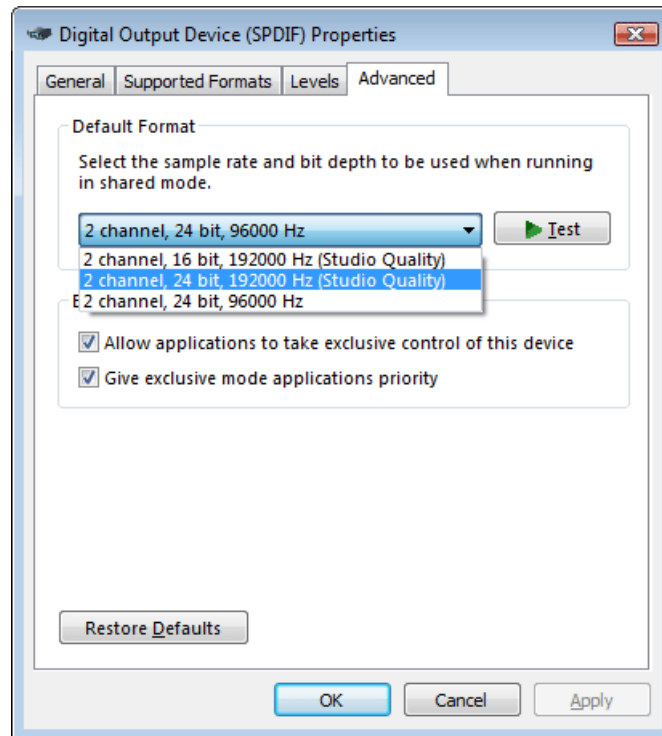 Digital Output Device (SPDIF) Properties
General Supported Formats Levels Advanced
Default Format
Select the sample rate and bit depth to be used when running
in shared mode.
2 channel, 24 bit, 96000 Hz
Test
2 channel, 16 bit, 192000 Hz (Studio Quality)
2 channel, 24 bit, 192000 Hz (Studio Quality)
2 channel, 24 bit, 96000 Hz
Allow applications to take exclusive control of this device
Give exclusive mode applications priority
Restore Defaults
OK Cancel Apply